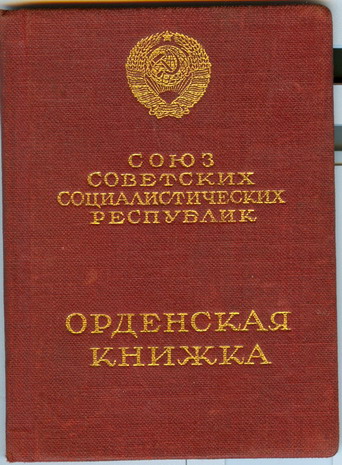 СОЮЗ
СОВЕТСКИХ
СОЦИАЛИСТИЧЕСКИХ
РЕСПУБЛИК
ОРДЕНСКАЯ
КНИЖКА